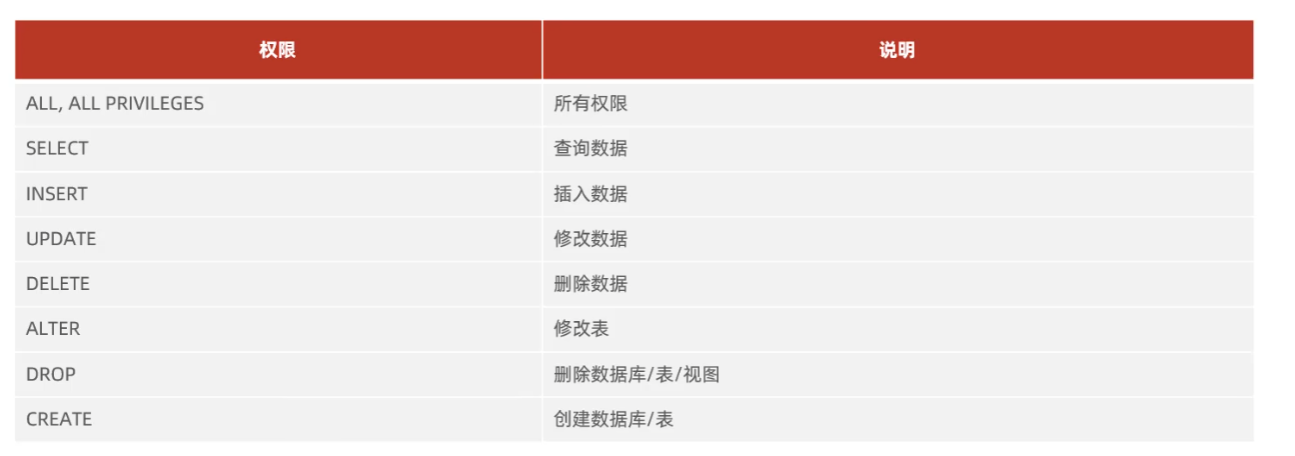 权限 说明
ALL, ALL PRIVILEGES 所有权限
SELECT 查询数据
INSERT 插入数据
UPDATE 修改数据
DELETE 删除数据
ALTER 修改表
DROP 删除数据库/表/视图
CREATE 创建数据库/表